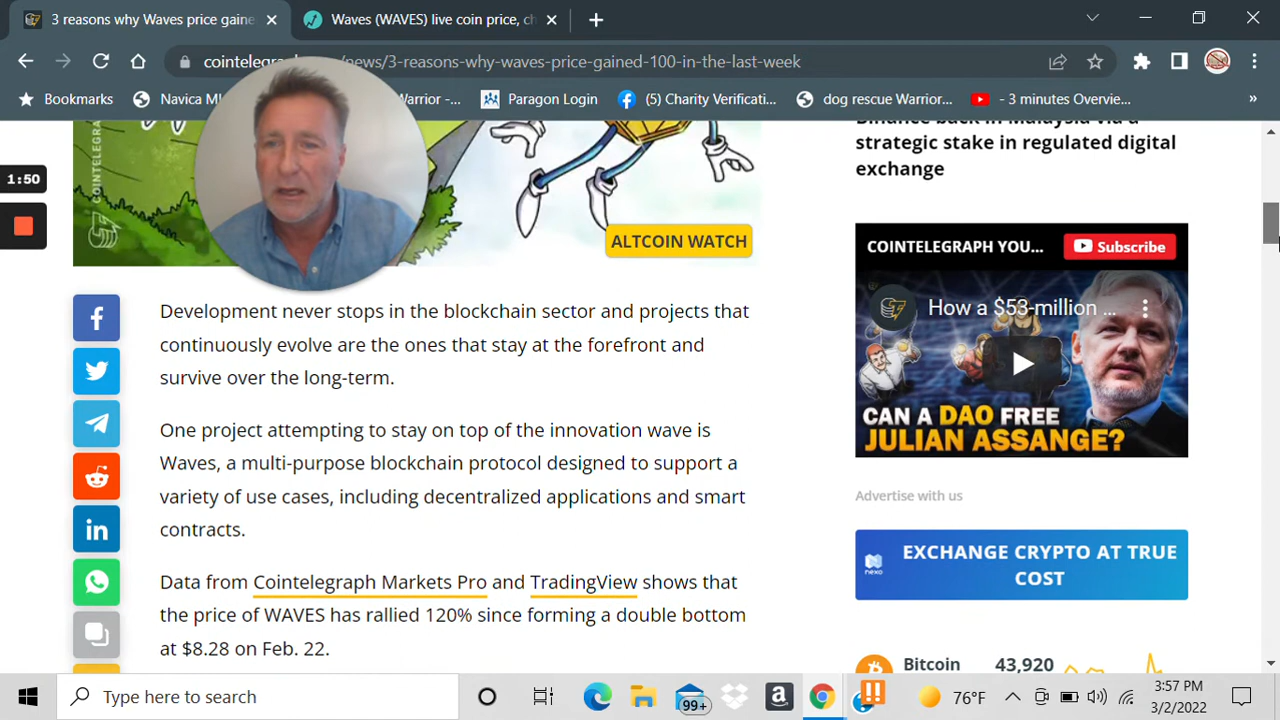 3 reasons why Waves price gaine
Waves (WAVES) live coin price, c
cointelegra
/news/3-reasons-why-waves-price-gained-100-in-the-last-week
Bookmarks
Navica M
Warrior -...
Paragon Login
(5) Charity Verificati...
dog rescue Warrior...
- 3 minutes Overvie...
»
1:50
COINTELEGRAPH
ALTCOIN WATCH
Binance back in Malaysia via a
strategic stake in regulated digital
exchange
COINTELEGRAPH YOU...
Subscribe
How a $53-million ...
CAN A DAO FREE
JULIAN ASSANGE?
Advertise with us
nexo
EXCHANGE CRYPTO AT TRUE
COST
Bitcoin
43,920
Development never stops in the blockchain sector and projects that
continuously evolve are the ones that stay at the forefront and
survive over the long-term.
One project attempting to stay on top of the innovation wave is
Waves, a multi-purpose blockchain protocol designed to support a
variety of use cases, including decentralized applications and smart
contracts.
Data from Cointelegraph Markets Pro and TradingView shows that
the price of WAVES has rallied 120% since forming a double bottom
at $8.28 on Feb. 22.
Type here to search
99+
76°F
3:57 PM
3/2/2022